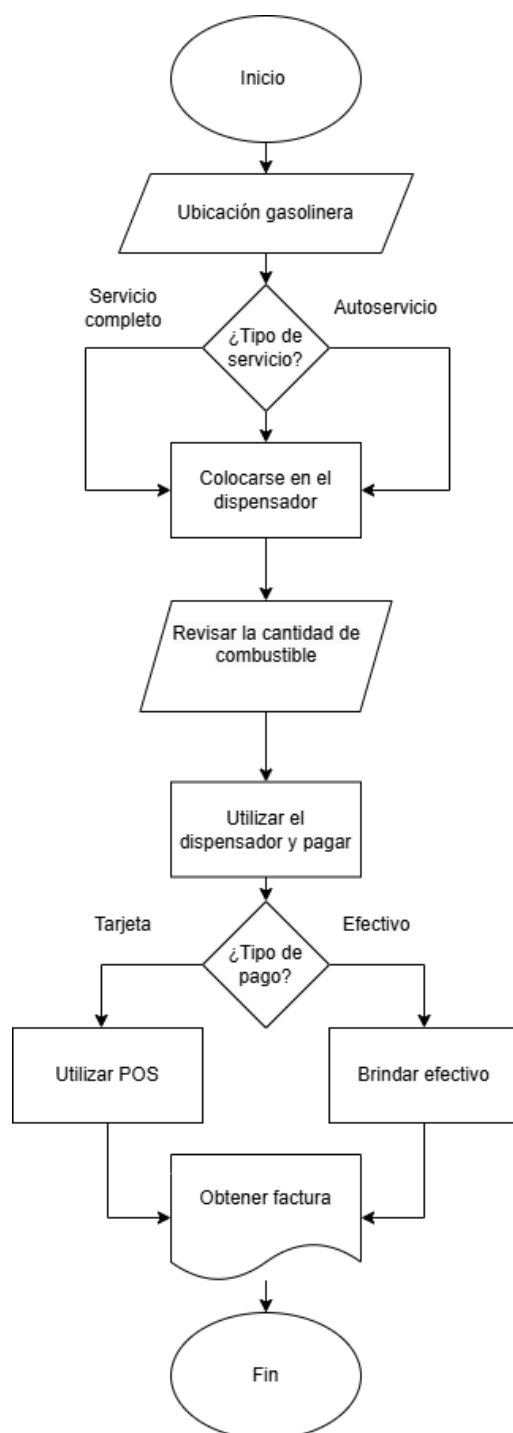 Inicio
Ubicación gasolinera
Servicio
completo
Autoservicio
¿Tipo de
servicio?
Colocarse en el
dispensador
Revisar la cantidad de
combustible
Utilizar el
dispensador y pagar
Tarjeta
Efectivo
¿Tipo de
pago?
Utilizar POS
Brindar efectivo
Obtener factura
Fin